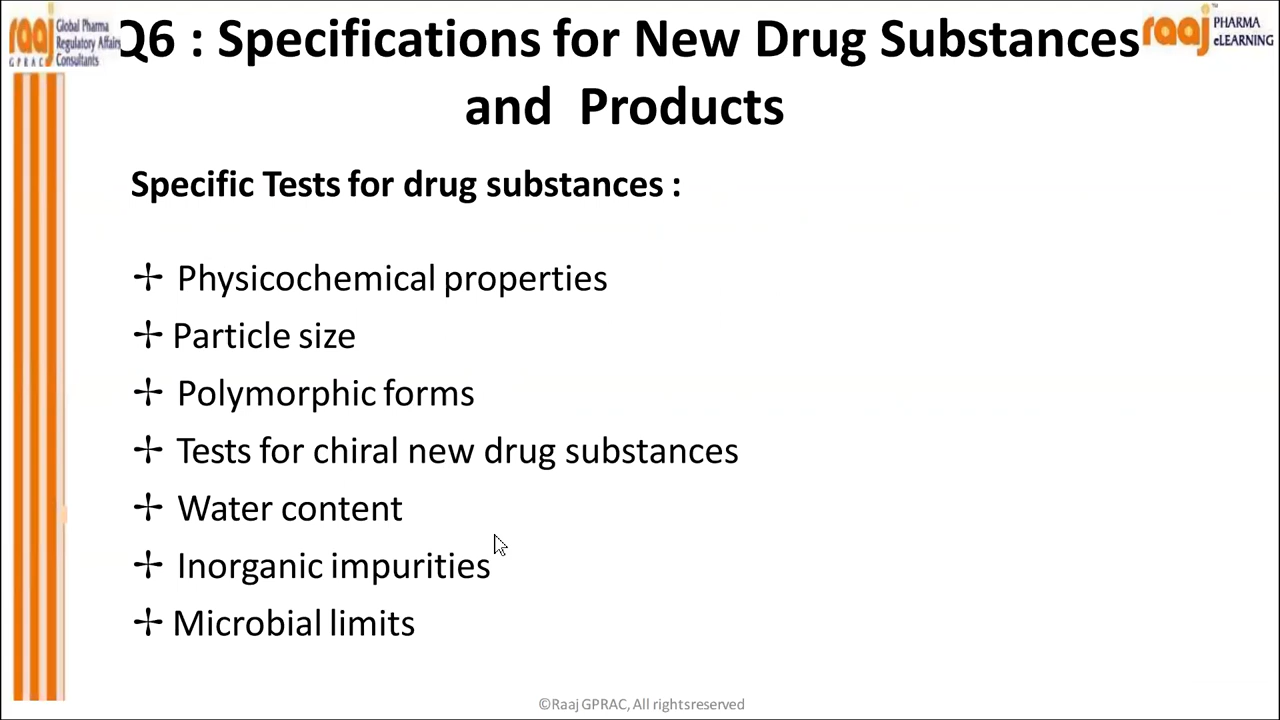 raaj Global Pharma
Regulatory Affairs
GPRAC Consultants
Q6 : Specifications for New Drug Substances
and Products
raaj PHARMA
eLEARNING
TM
Specific Tests for drug substances :
✢ Physicochemical properties
✢ Particle size
✢ Polymorphic forms
✢ Tests for chiral new drug substances
✢ Water content
✢ Inorganic impurities
✢ Microbial limits
©Raaj GPRAC, All rightsreserved